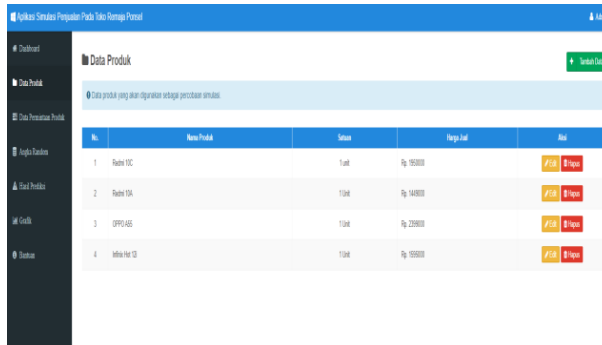 Aplikasi Simulasi Penjualan Pada Toko Remaja Ponsel
Dashboard
Data Produk
Data Permintaan Produk
Angka Random
Hasil Prediksi
Grafik
Bantuan
Data Produk
Tambah Data
Data produk yang akan digunakan sebagai percobaan simulasi.
No. Nama Produk Satuan Harga Jual Aksi
1 Redmi 10C 1 unit Rp. 1950000 Edit Hapus
2 Redmi 10A 1 Unit Rp. 1449000 Edit Hapus
3 OPPO A55 1 Unit Rp. 2399000 Edit Hapus
4 Infinix Hot 12i 1 Unit Rp. 1595000 Edit Hapus